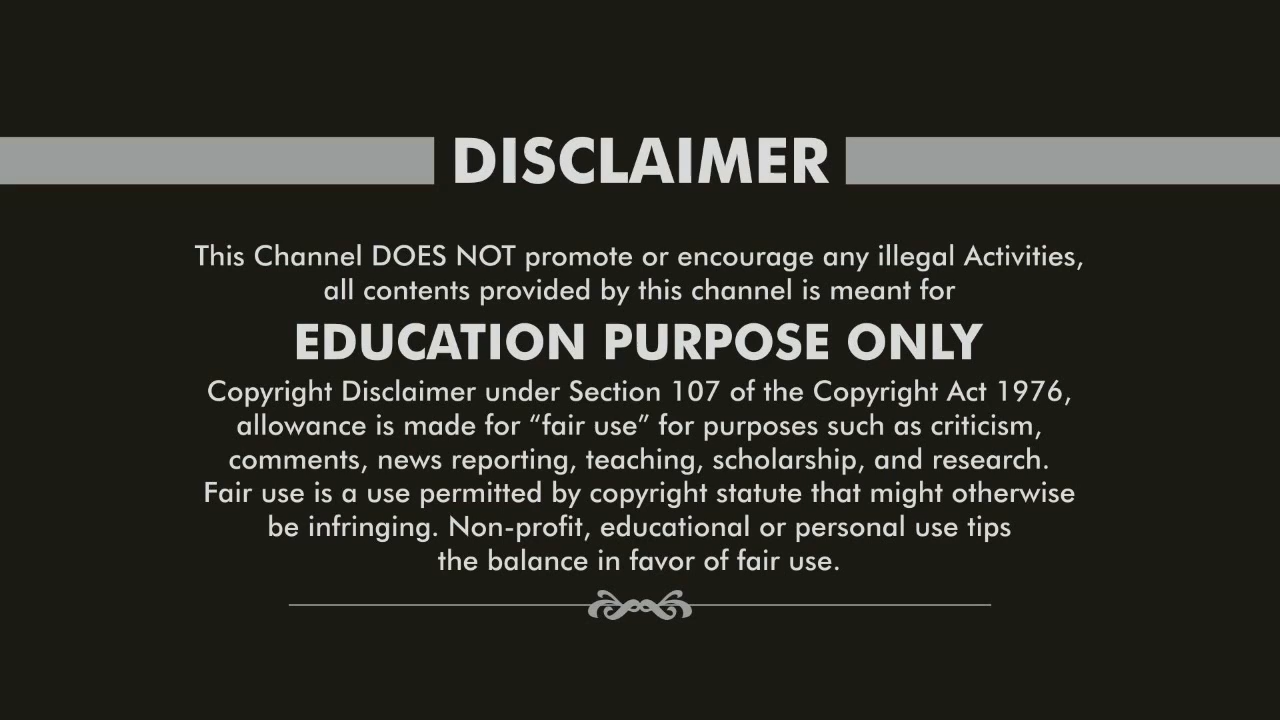 DISCLAIMER
This Channel DOES NOT promote or encourage any illegal Activities,
all contents provided by this channel is meant for
EDUCATION PURPOSE ONLY
Copyright Disclaimer under Section 107 of the Copyright Act 1976,
allowance is made for “fair use” for purposes such as criticism,
comments, news reporting, teaching, scholarship, and research.
Fair use is a use permitted by copyright statute that might otherwise
be infringing. Non-profit, educational or personal use tips
the balance in favor of fair use.